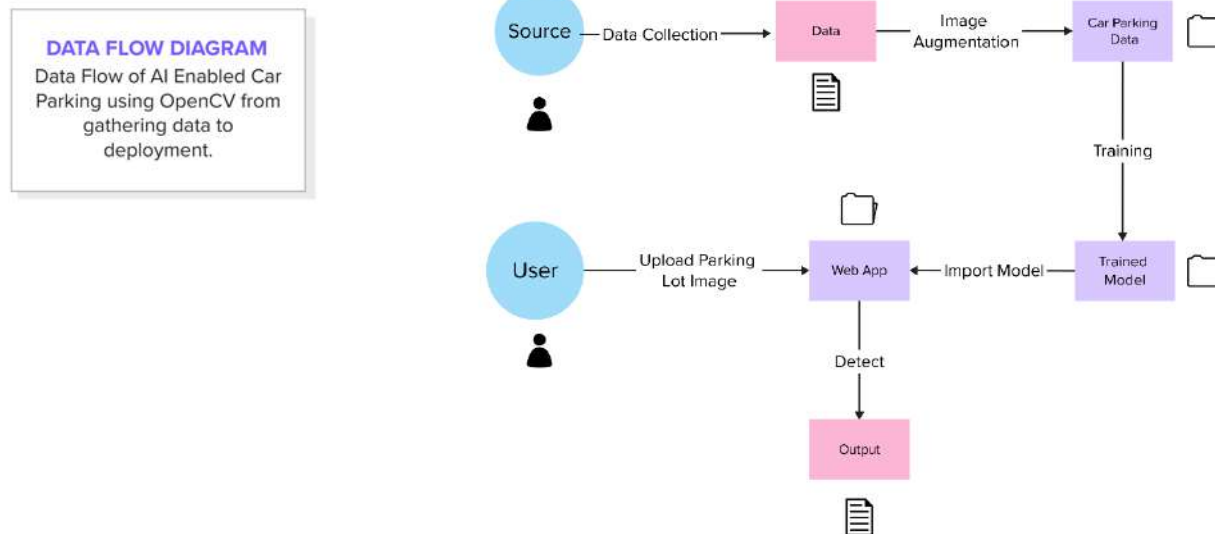 DATA FLOW DIAGRAM
Data Flow of AI Enabled Car
Parking using OpenCV from
gathering data to
deployment.
Source
Data Collection
Data
Image
Augmentation
Car Parking
Data
Training
User
Upload Parking
Lot Image
Web App
Import Model
Trained
Model
Detect
Output